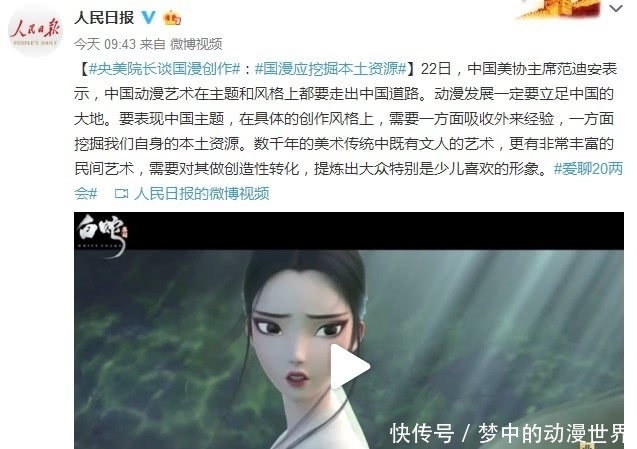 人民日报
PEOPLE'S DAILY
人民日报
今天 09:43 来自 微博视频
【#央美院长谈国漫创作#：#国漫应挖掘本土资源#】22日，中国美协主席范迪安表
示，中国动漫艺术在主题和风格上都要走出中国道路。动漫发展一定要立足中国的
大地。要表现中国主题，在具体的创作风格上，需要一方面吸收外来经验，一方面
挖掘我们自身的本土资源。数千年的美术传统中既有文人的艺术，更有非常丰富的
民间艺术，需要对其做创造性转化，提炼出大众特别是少儿喜欢的形象。#爱聊20两
会# 人民日报的微博视频
白蛇
快传号／梦中的动漫世界